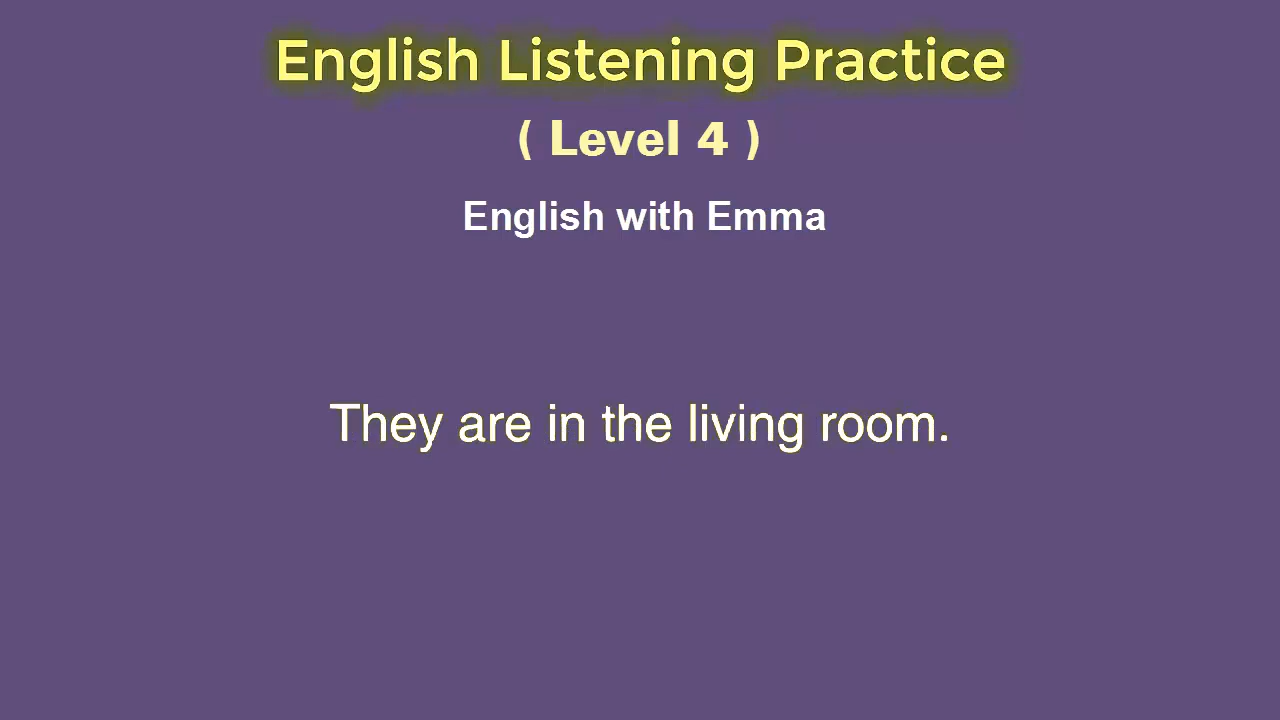 English Listening Practice
( Level 4 )
English with Emma
They are in the living room.